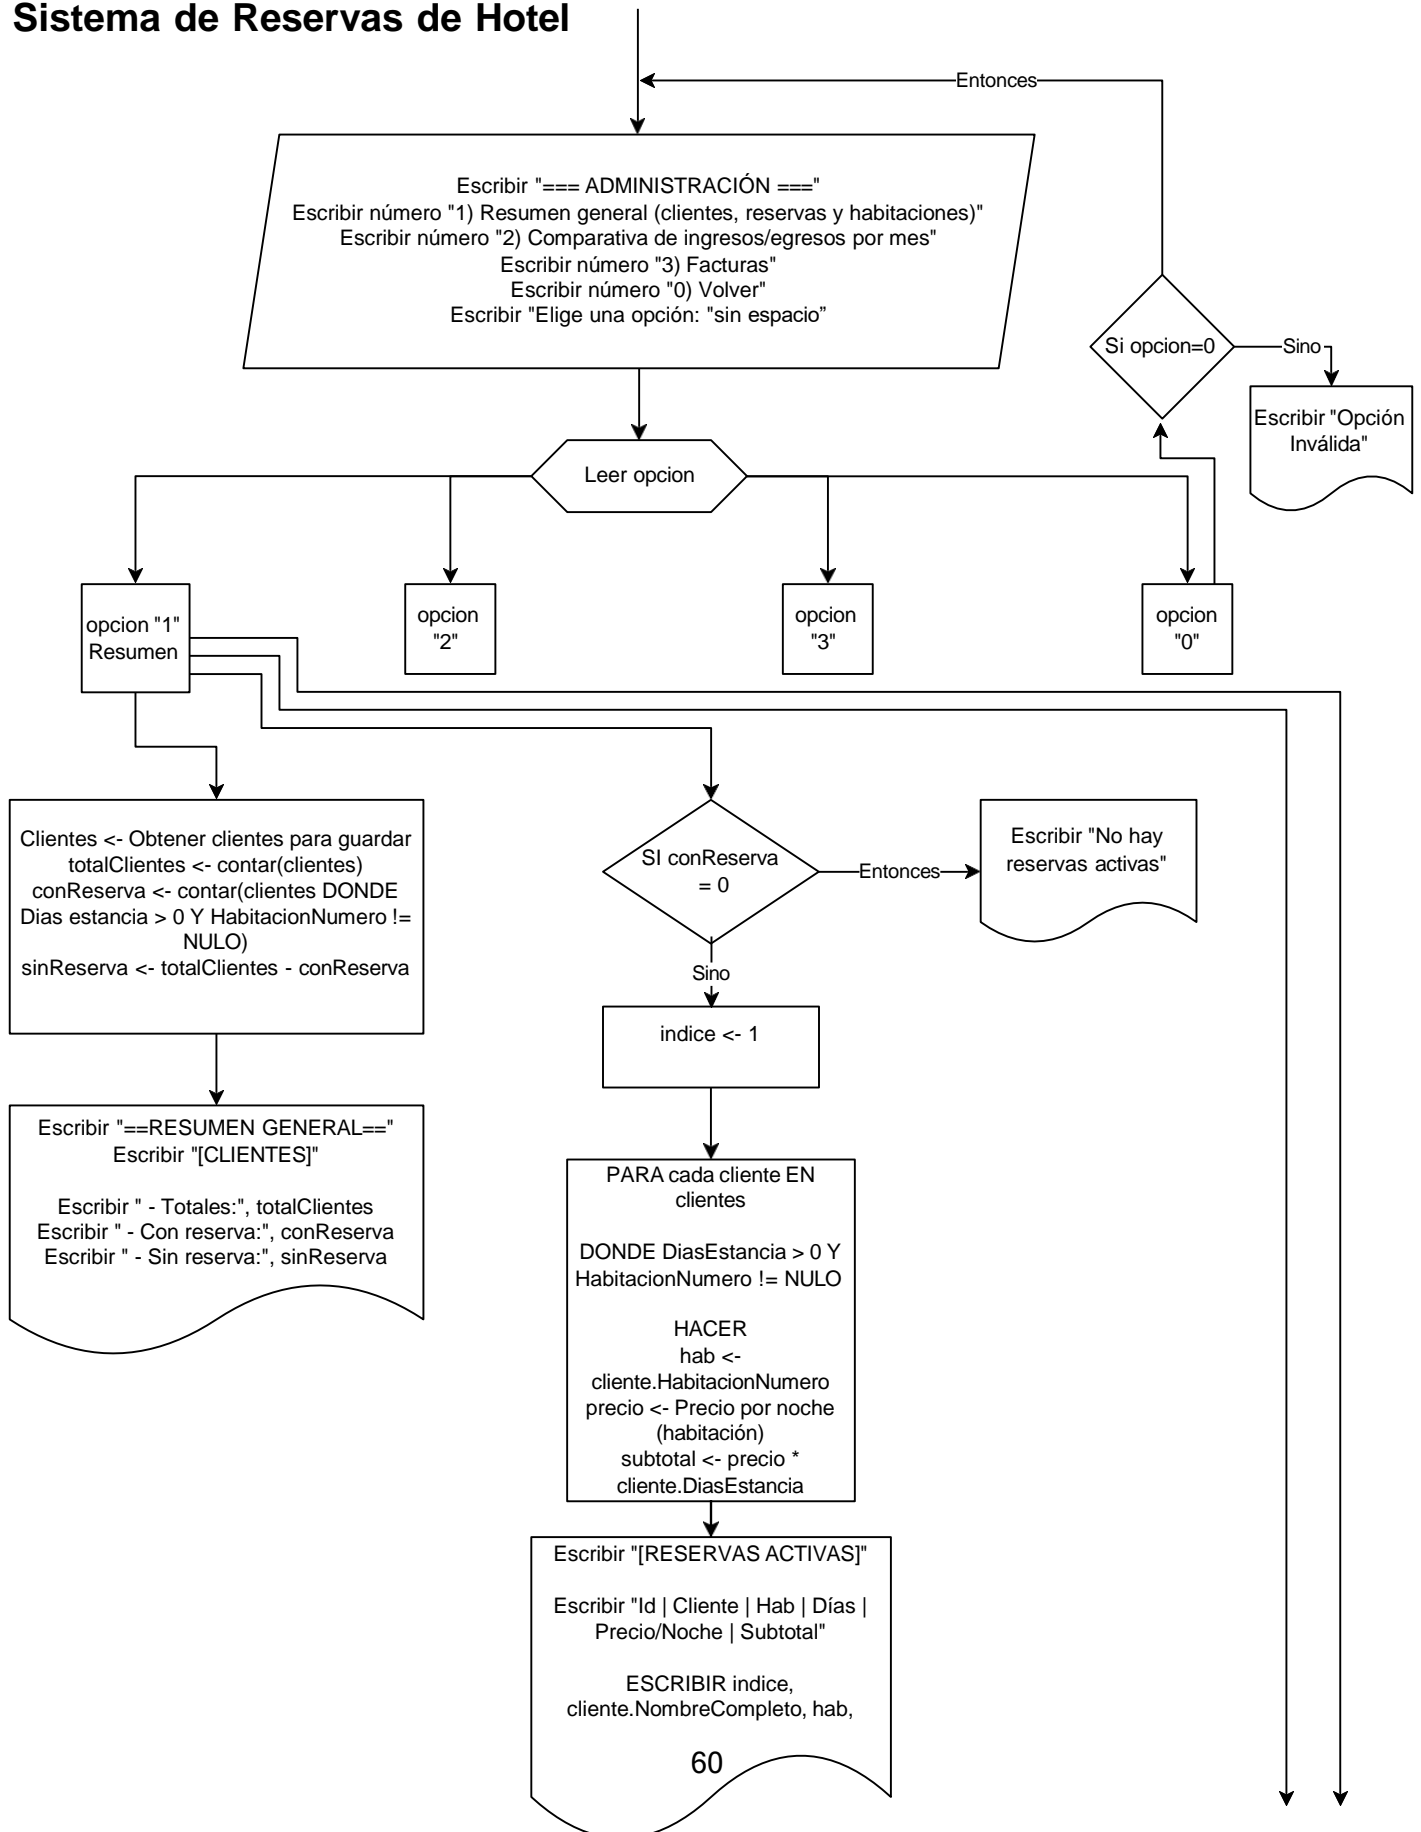 Sistema de Reservas de Hotel
Entonces
Escribir "=== ADMINISTRACIÓN ==="
Escribir número "1) Resumen general (clientes, reservas y habitaciones)"
Escribir número "2) Comparativa de ingresos/egresos por mes"
Escribir número "3) Facturas"
Escribir número "0) Volver"
Escribir "Elige una opción: "sin espacio”
Si opcion=0
Sino
Escribir "Opción
Inválida"
Leer opcion
opcion "1"
Resumen
opcion
"2"
opcion
"3"
opcion
"0"
Clientes <- Obtener clientes para guardar
totalClientes <- contar(clientes)
conReserva <- contar(clientes DONDE
Dias estancia > 0 Y HabitacionNumero !=
NULO)
sinReserva <- totalClientes - conReserva
SI conReserva
= 0
Entonces
Escribir "No hay
reservas activas"
Sino
indice <- 1
Escribir "==RESUMEN GENERAL=="
Escribir "[CLIENTES]"
Escribir " - Totales:", totalClientes
Escribir " - Con reserva:", conReserva
Escribir " - Sin reserva:", sinReserva
PARA cada cliente EN
clientes
DONDE DiasEstancia > 0 Y
HabitacionNumero != NULO
HACER
hab <-
cliente.HabitacionNumero
precio <- Precio por noche
(habitación)
subtotal <- precio *
cliente.DiasEstancia
Escribir "[RESERVAS ACTIVAS]"
Escribir "Id | Cliente | Hab | Días |
Precio/Noche | Subtotal"
ESCRIBIR indice,
cliente.NombreCompleto, hab,
60